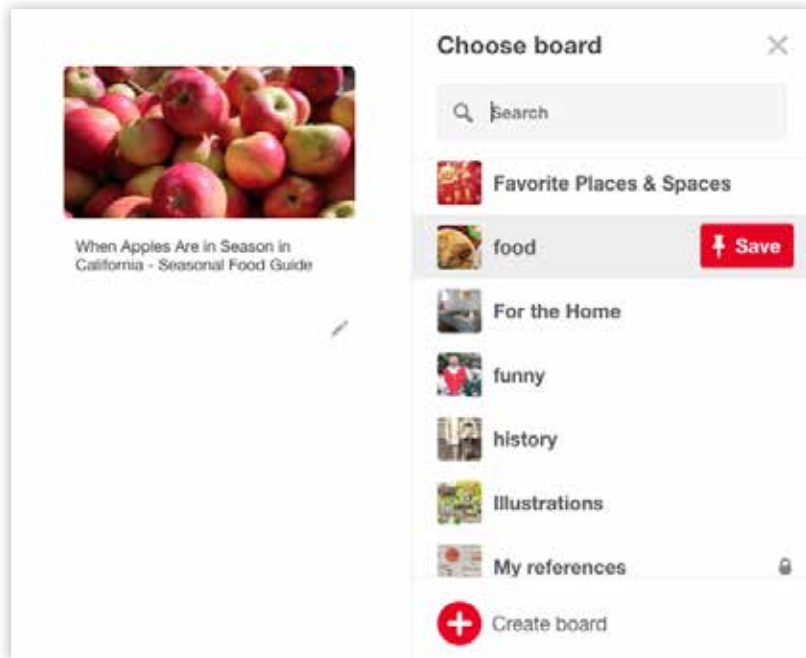 When Apples Are in Season in
California - Seasonal Food Guide
Choose board
Search
Favorite Places & Spaces
food
Save
For the Home
funny
history
Illustrations
My references
Create board